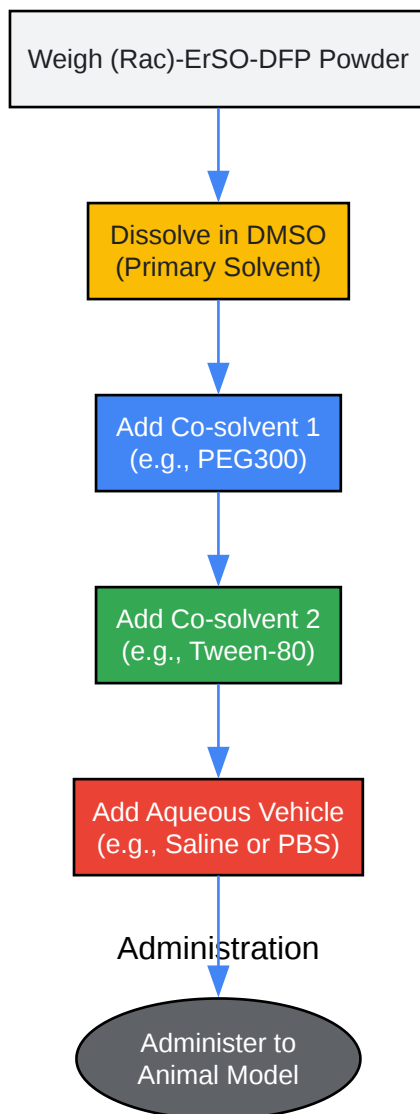 Weigh (Rac)-ErSO-DFP Powder
Dissolve in DMSO
(Primary Solvent)
Add Co-solvent 1
(e.g., PEG300)
Add Co-solvent 2
(e.g., Tween-80)
Add Aqueous Vehicle
(e.g., Saline or PBS)
Administration
Administer to
Animal Model